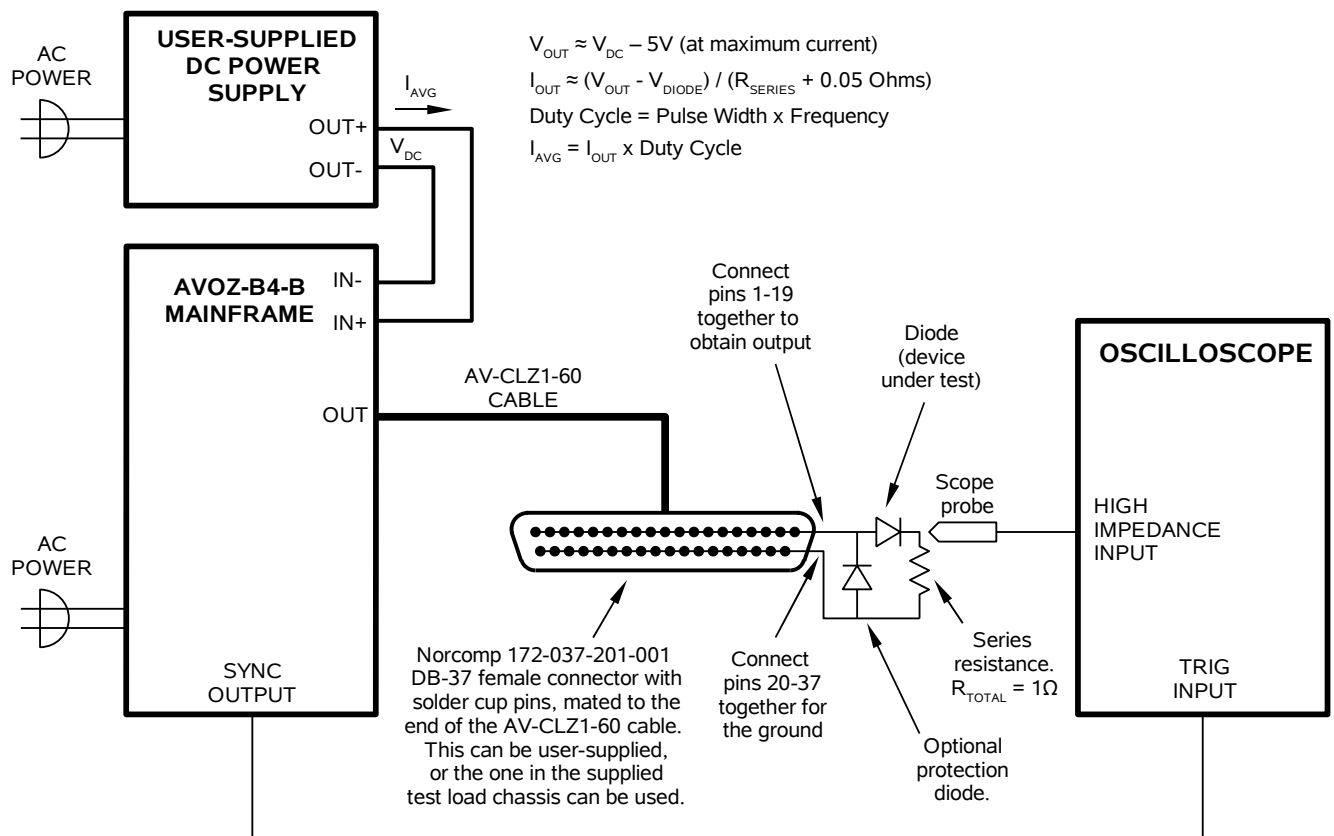 AC
POWER
USER-SUPPLIED
DC POWER
SUPPLY
OUT+
OUT-
I_AVG
V_DC
V_OUT ≈ V_DC – 5V (at maximum current)
I_OUT ≈ (V_OUT - V_DIODE) / (R_SERIES + 0.05 Ohms)
Duty Cycle = Pulse Width x Frequency
I_AVG = I_OUT x Duty Cycle
AVOZ-B4-B
MAINFRAME
IN-
IN+
OUT
AC
POWER
SYNC
OUTPUT
AV-CLZ1-60
CABLE
Connect
pins 1-19
together to
obtain output
Diode
(device
under test)
Scope
probe
OSCILLOSCOPE
HIGH
IMPEDANCE
INPUT
TRIG
INPUT
Norcomp 172-037-201-001
DB-37 female connector with
solder cup pins, mated to the
end of the AV-CLZ1-60 cable.
This can be user-supplied,
or the one in the supplied
test load chassis can be used.
Connect
pins 20-37
together for
the ground
Optional
protection
diode.
Series
resistance.
R_TOTAL = 1Ω